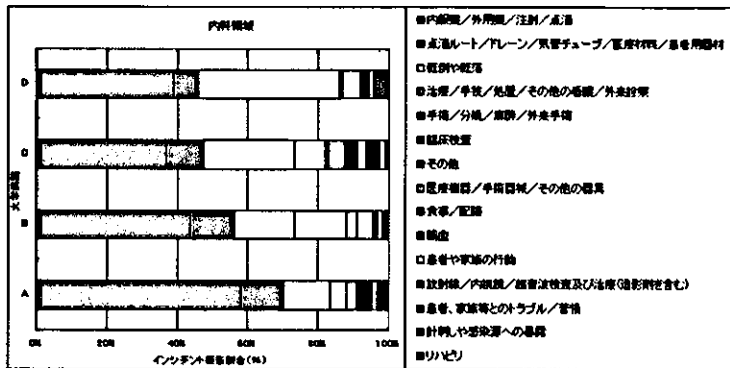 内科領域
D
C
B
A
大学病院
0% 20% 40% 60% 80% 100%
インシデント報告割合(%)
■内服薬/外用薬/注射/点滴
■点滴ルート/ドレーン/気管チューブ/医療材料/患者用器材
□転倒や転落
□治療/手技/処置/その他の看護/外来診療
■手術/分娩/麻酔/外来手術
■臨床検査
■その他
□医療機器/手術器械/その他の器具
■食事/配膳
■輸血
□患者や家族の行動
■放射線/内視鏡/超音波検査及び治療(造影剤を含む)
■患者、家族等とのトラブル/苦情
■針刺しや感染源への暴露
■リハビリ